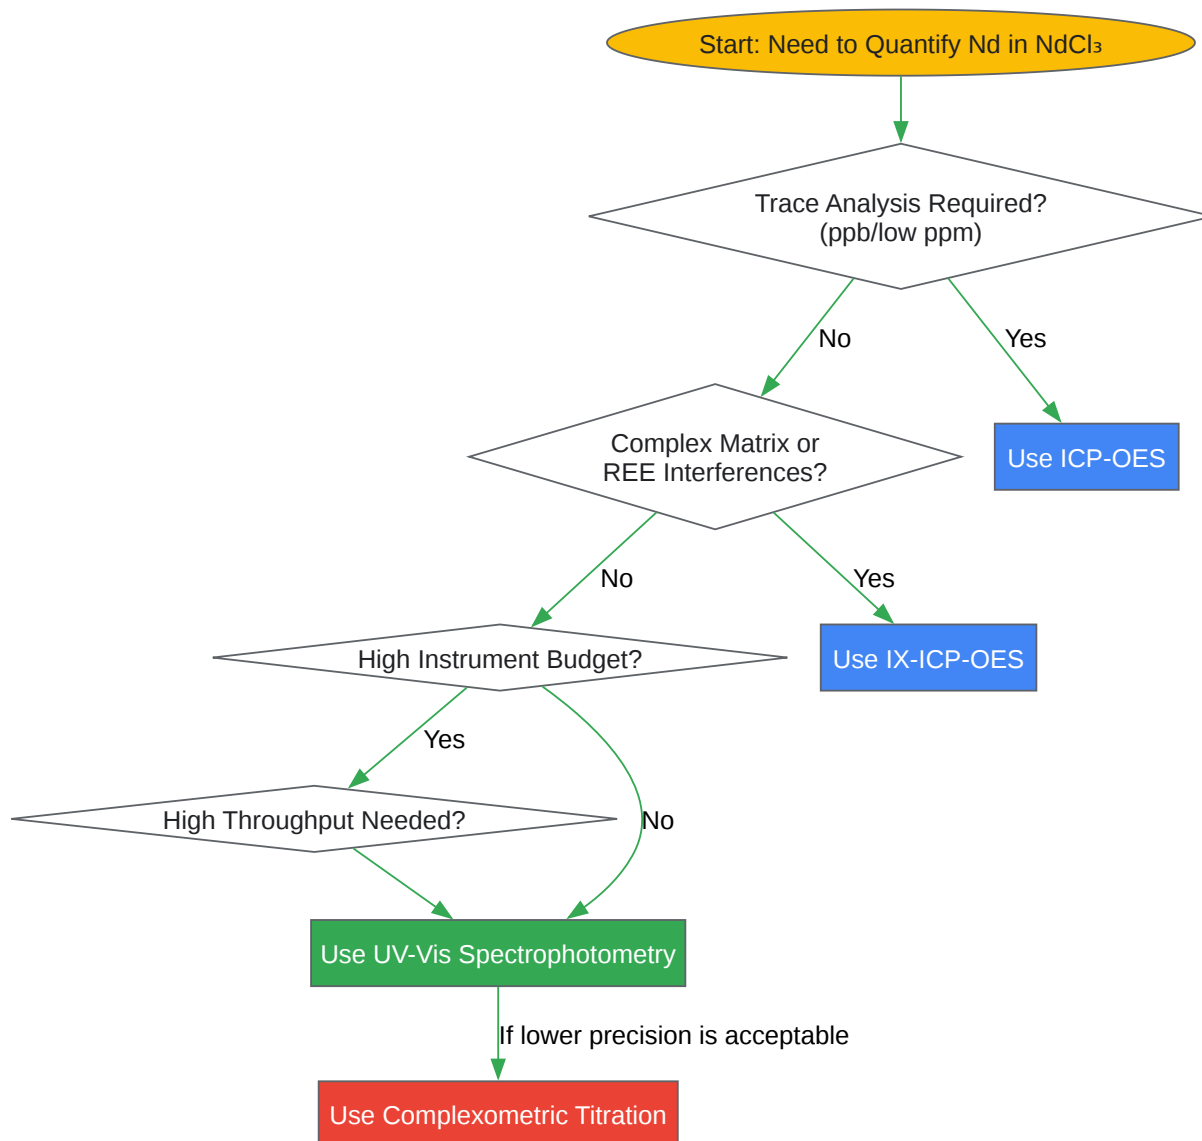 Start: Need to Quantify Nd in NdCl₃
Trace Analysis Required?
(ppb/low ppm)
No
Yes
Complex Matrix or
REE Interferences?
Use ICP-OES
No
Yes
High Instrument Budget?
Use IX-ICP-OES
Yes
High Throughput Needed?
No
Use UV-Vis Spectrophotometry
If lower precision is acceptable
Use Complexometric Titration